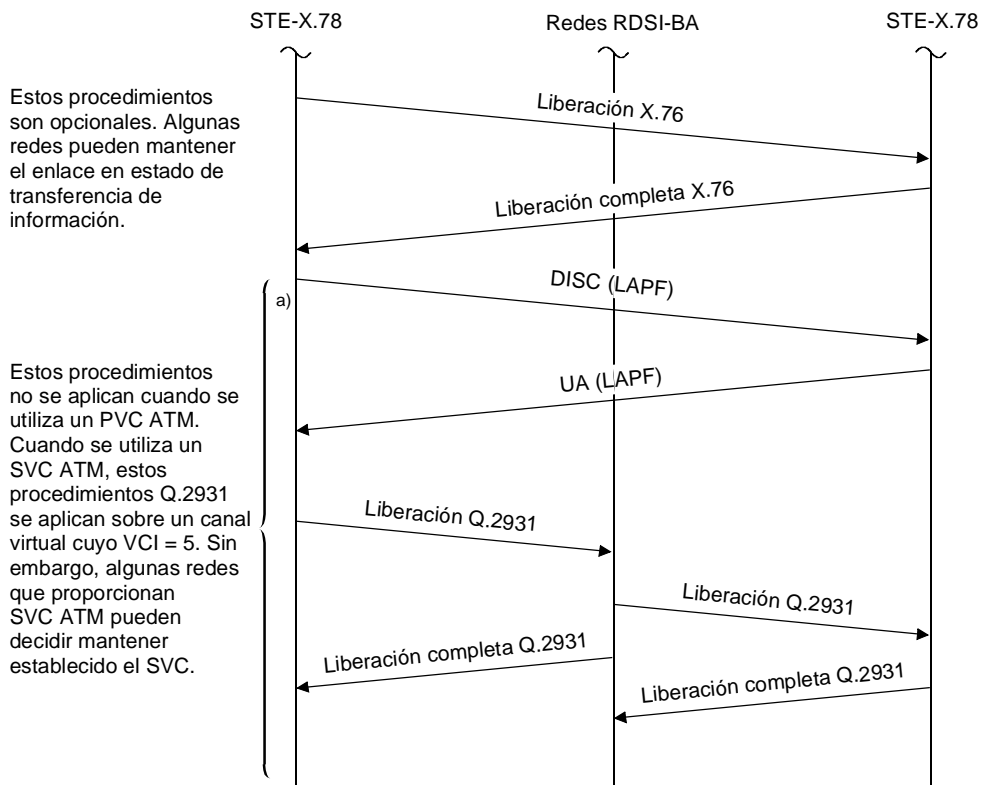 STE-X.78
Redes RDSI-BA
STE-X.78
Estos procedimientos
son opcionales. Algunas
redes pueden mantener
el enlace en estado de
transferencia de
información.
Liberación X.76
Liberación completa X.76
DISC (LAPF)
a)
UA (LAPF)
Estos procedimientos
no se aplican cuando se
utiliza un PVC ATM.
Cuando se utiliza un
SVC ATM, estos
procedimientos Q.2931
se aplican sobre un canal
virtual cuyo VCI = 5. Sin
embargo, algunas redes
que proporcionan
SVC ATM pueden
decidir mantener
establecido el SVC.
Liberación Q.2931
Liberación Q.2931
Liberación completa Q.2931
Liberación completa Q.2931